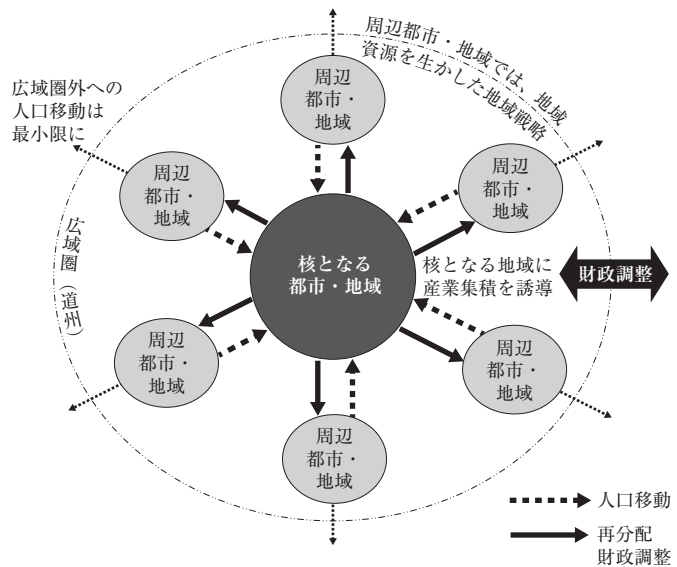 周辺都市・地域では、地域
資源を生かした地域戦略
広域圏外への
人口移動は
最小限に
周辺
都市・
地域
周辺
都市・
地域
周辺
都市・
地域
広域圏（道州）
核となる
都市・地域
核となる地域に
産業集積を誘導
財政調整
周辺
都市・
地域
周辺
都市・
地域
周辺
都市・
地域
人口移動
再分配
財政調整